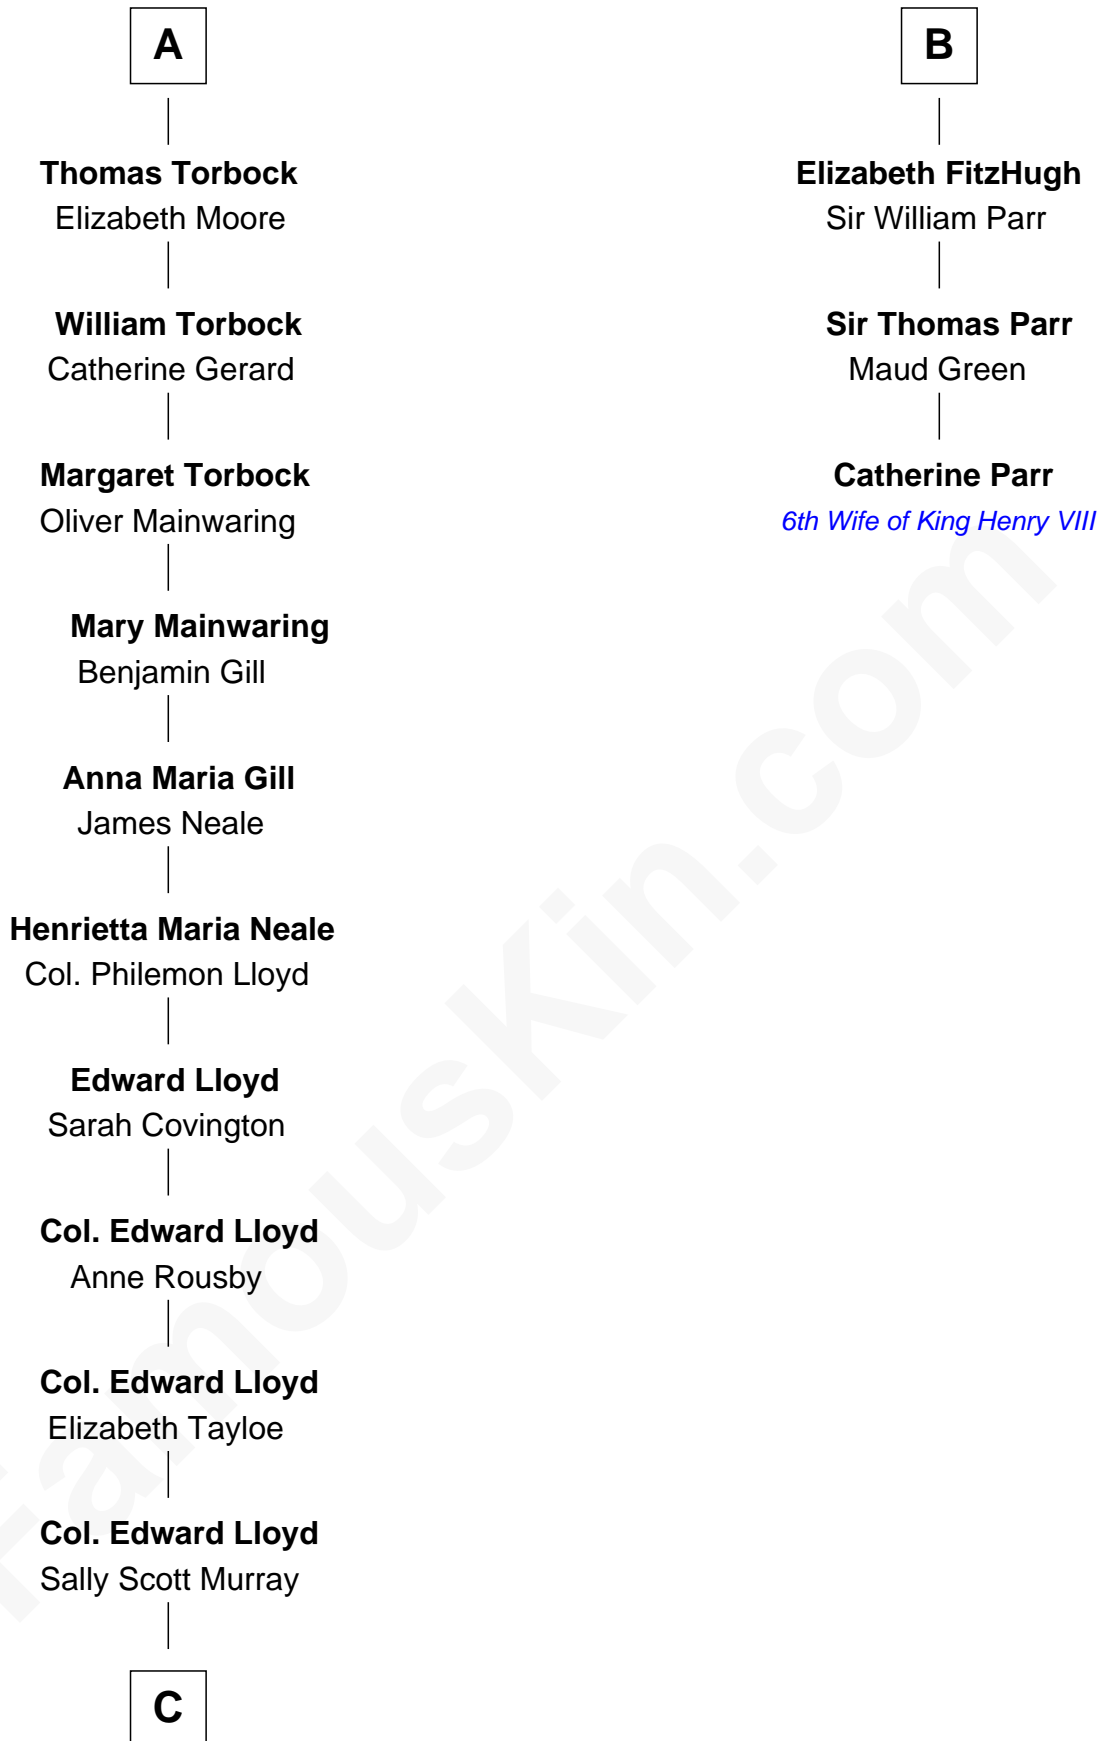 A
Thomas Torbock
Elizabeth Moore
William Torbock
Catherine Gerard
Margaret Torbock
Oliver Mainwaring
Mary Mainwaring
Benjamin Gill
Anna Maria Gill
James Neale
Henrietta Maria Neale
Col. Philemon Lloyd
Edward Lloyd
Sarah Covington
Col. Edward Lloyd
Anne Rousby
Col. Edward Lloyd
Elizabeth Tayloe
Col. Edward Lloyd
Sally Scott Murray
C
B
Elizabeth FitzHugh
Sir William Parr
Sir Thomas Parr
Maud Green
Catherine Parr
6th Wife of King Henry VIII
FamousKin.com